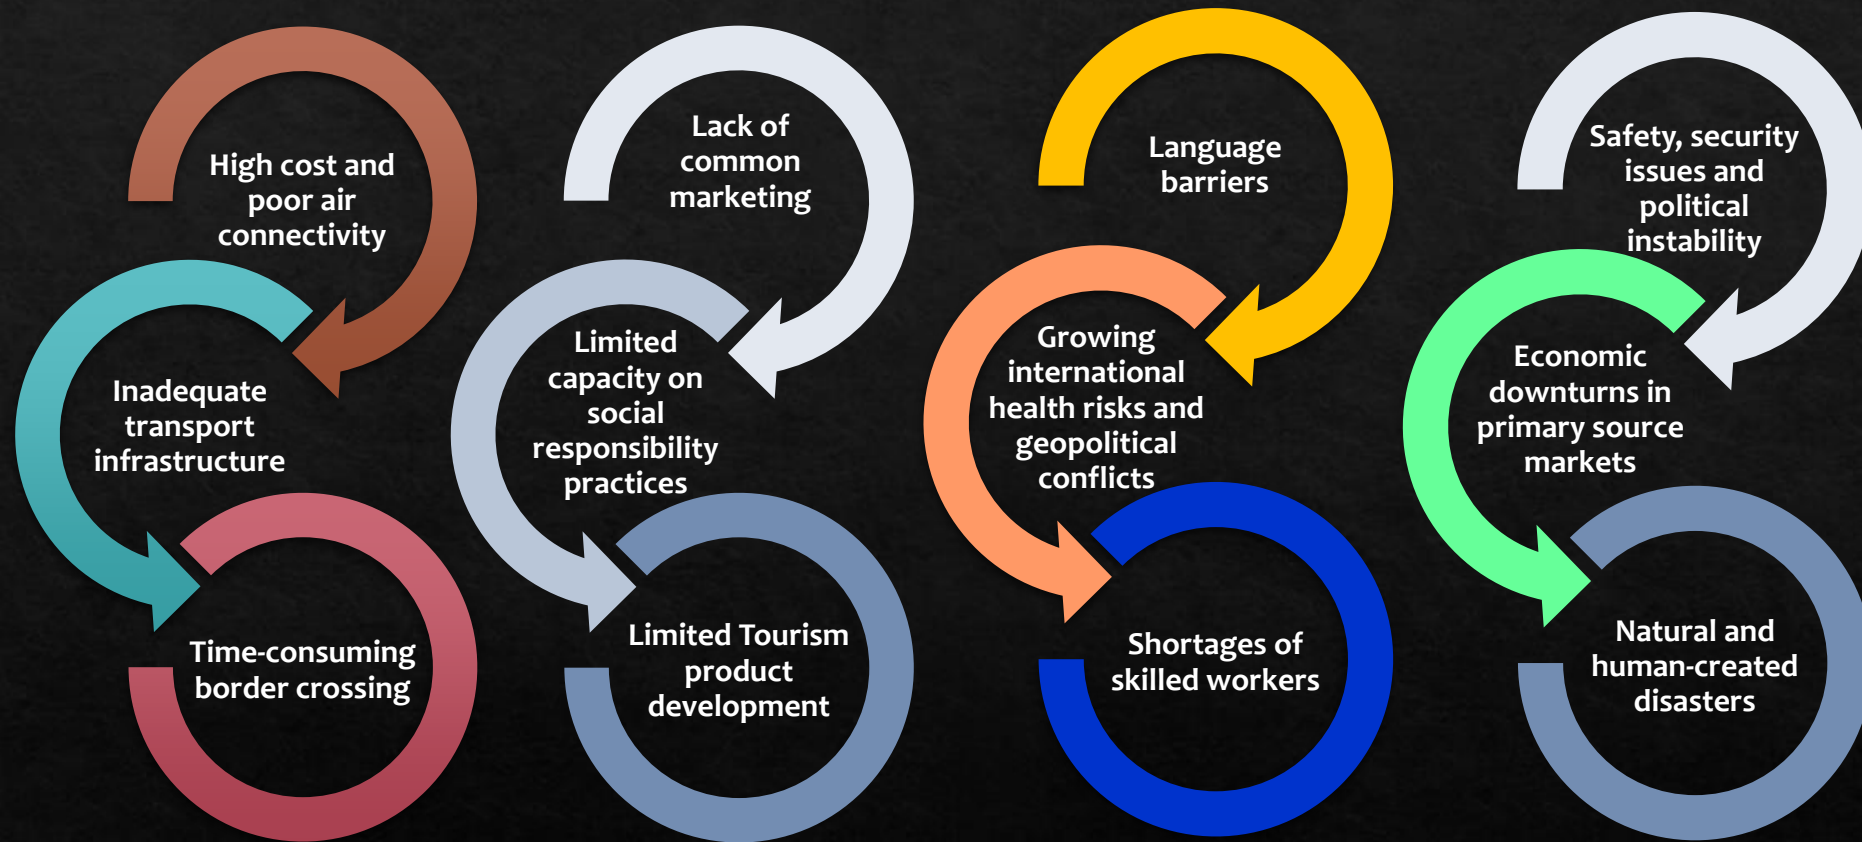 High cost and
poor air
connectivity
Inadequate
transport
infrastructure
Time-consuming
border crossing
Lack of
common
marketing
Limited
capacity on
social
responsibility
practices
Limited Tourism
product
development
Language
barriers
Growing
international
health risks and
geopolitical
conflicts
Shortages of
skilled workers
Safety, security
issues and
political
instability
Economic
downturns in
primary source
markets
Natural and
human-created
disasters